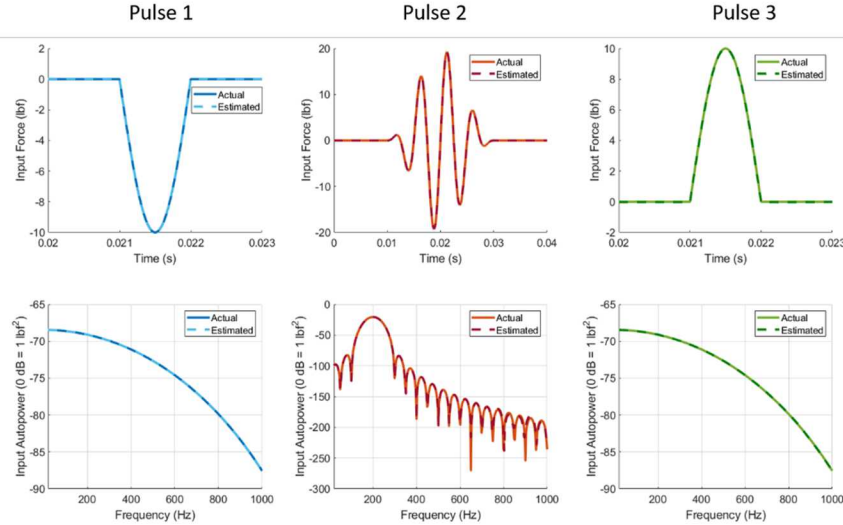 Pulse 1
Pulse 2
Pulse 3
2
0
-2
-4
-6
-8
-10
0.02
0.021
0.022
0.023
Input Force (lbf)
Time (s)
Actual
Estimated
20
10
0
-10
-20
0
0.01
0.02
0.03
0.04
Input Force (lbf)
Time (s)
Actual
Estimated
10
8
6
4
2
0
-2
0.02
0.021
0.022
0.023
Input Force (lbf)
Time (s)
Actual
Estimated
-65
-70
-75
-80
-85
-90
200
400
600
800
1000
Input Autopower (0 dB = 1 lbf²)
Frequency (Hz)
Actual
Estimated
0
-50
-100
-150
-200
-250
-300
200
400
600
800
1000
Input Autopower (0 dB = 1 lbf²)
Frequency (Hz)
Actual
Estimated
-65
-70
-75
-80
-85
-90
200
400
600
800
1000
Input Autopower (0 dB = 1 lbf²)
Frequency (Hz)
Actual
Estimated